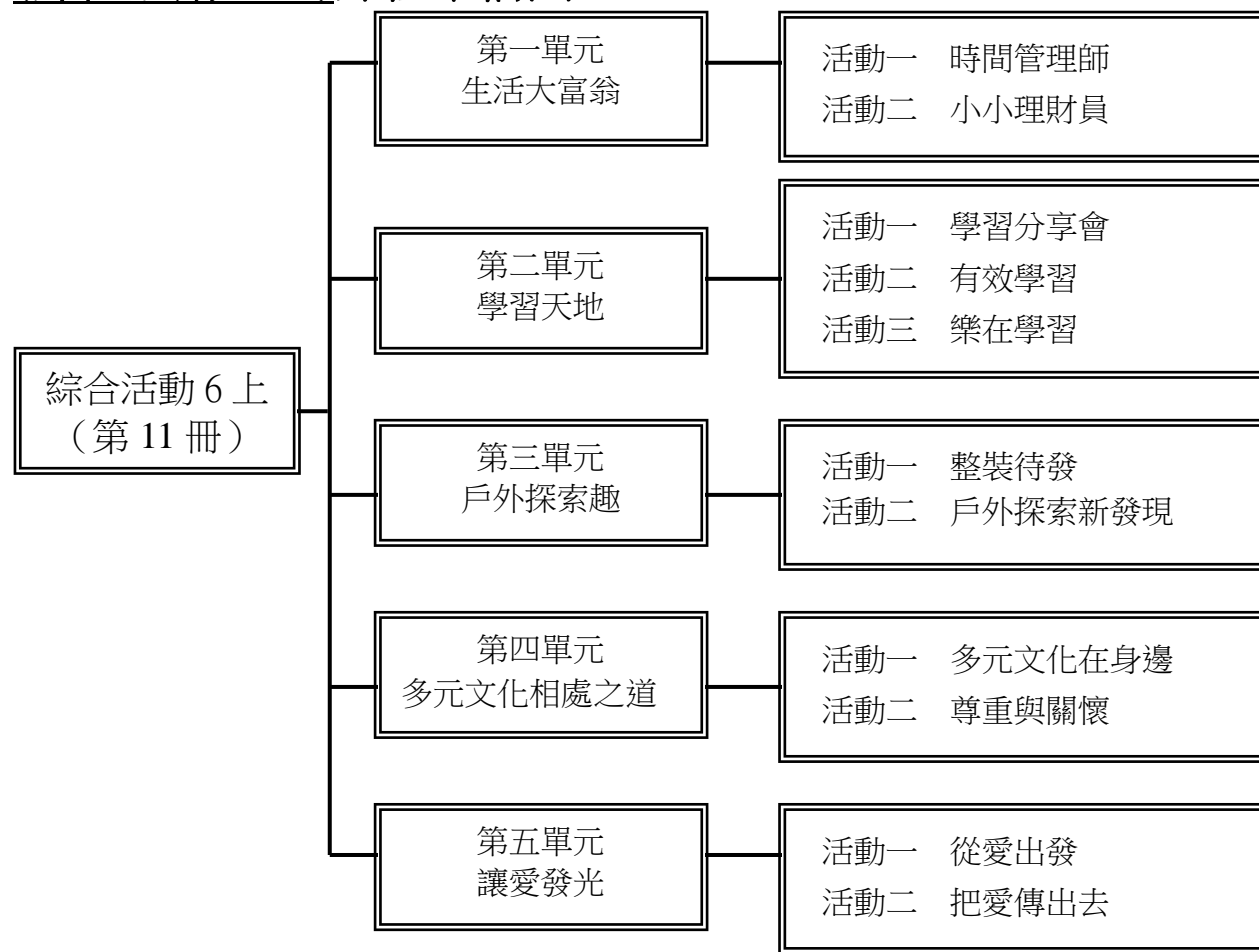 第一單元
生活大富翁
活動一　時間管理師
活動二　小小理財員
第二單元
學習天地
活動一　學習分享會
活動二　有效學習
活動三　樂在學習
綜合活動 6 上
（第 11 冊）
第三單元
戶外探索趣
活動一　整裝待發
活動二　戶外探索新發現
第四單元
多元文化相處之道
活動一　多元文化在身邊
活動二　尊重與關懷
第五單元
讓愛發光
活動一　從愛出發
活動二　把愛傳出去